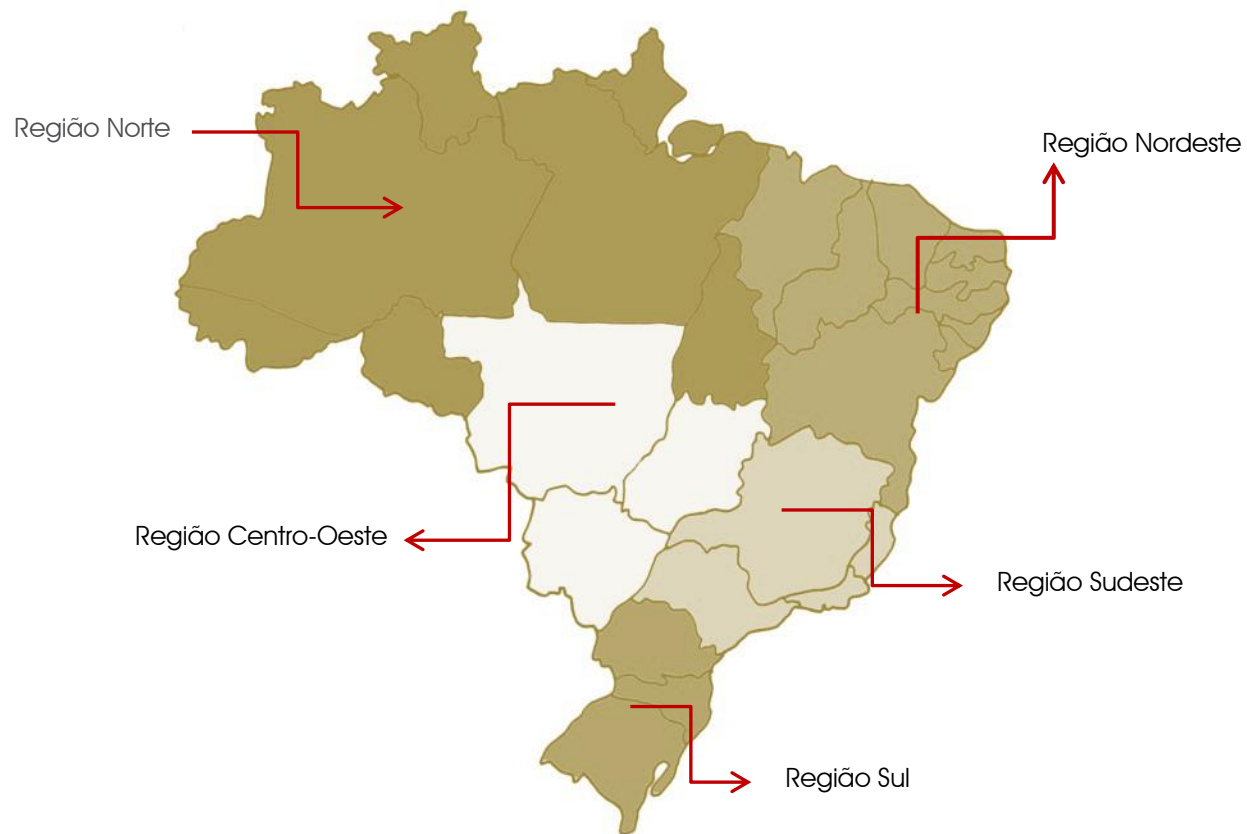 Região Norte
Região Nordeste
Região Centro-Oeste
Região Sudeste
Região Sul